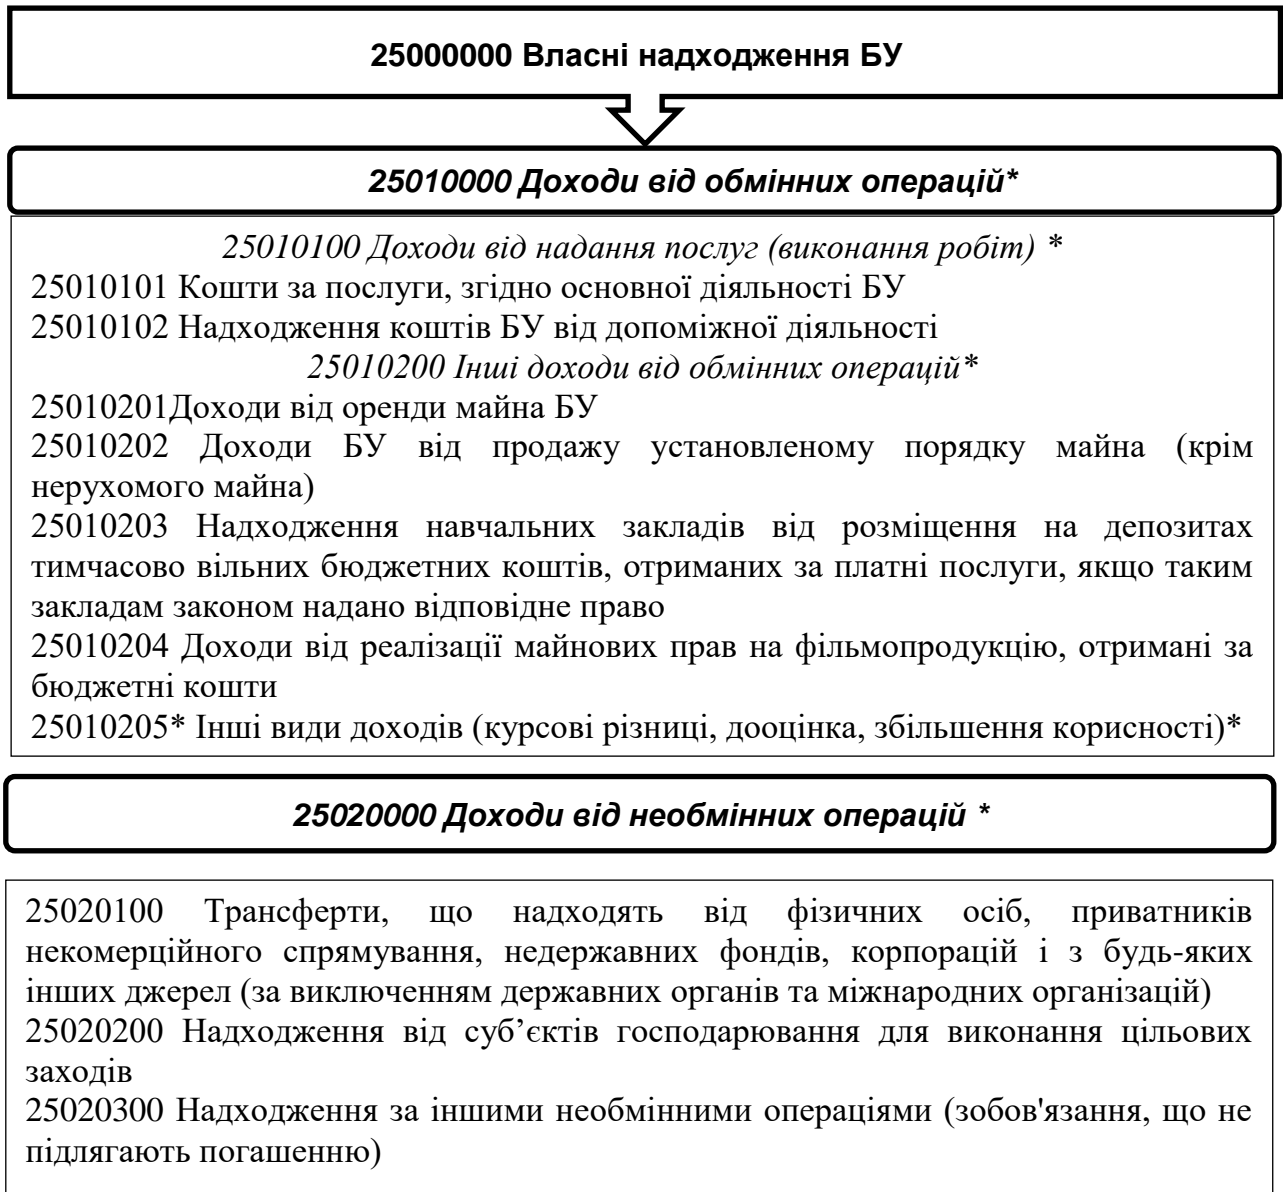 25000000 Власні надходження БУ
25010000 Доходи від обмінних операцій*
25010100 Доходи від надання послуг (виконання робіт) *
25010101 Кошти за послуги, згідно основної діяльності БУ
25010102 Надходження коштів БУ від допоміжної діяльності
25010200 Інші доходи від обмінних операцій*
25010201Доходи від оренди майна БУ
25010202 Доходи БУ від продажу установленому порядку майна (крім
нерухомого майна)
25010203 Надходження навчальних закладів від розміщення на депозитах
тимчасово вільних бюджетних коштів, отриманих за платні послуги, якщо таким
закладам законом надано відповідне право
25010204 Доходи від реалізації майнових прав на фільмопродукцію, отримані за
бюджетні кошти
25010205* Інші види доходів (курсові різниці, дооцінка, збільшення корисності)*
25020000 Доходи від необмінних операцій *
25020100 Трансферти, що надходять від фізичних осіб, приватників
некомерційного спрямування, недержавних фондів, корпорацій і з будь-яких
інших джерел (за виключенням державних органів та міжнародних організацій)
25020200 Надходження від суб’єктів господарювання для виконання цільових
заходів
25020300 Надходження за іншими необмінними операціями (зобов'язання, що не
підлягають погашенню)